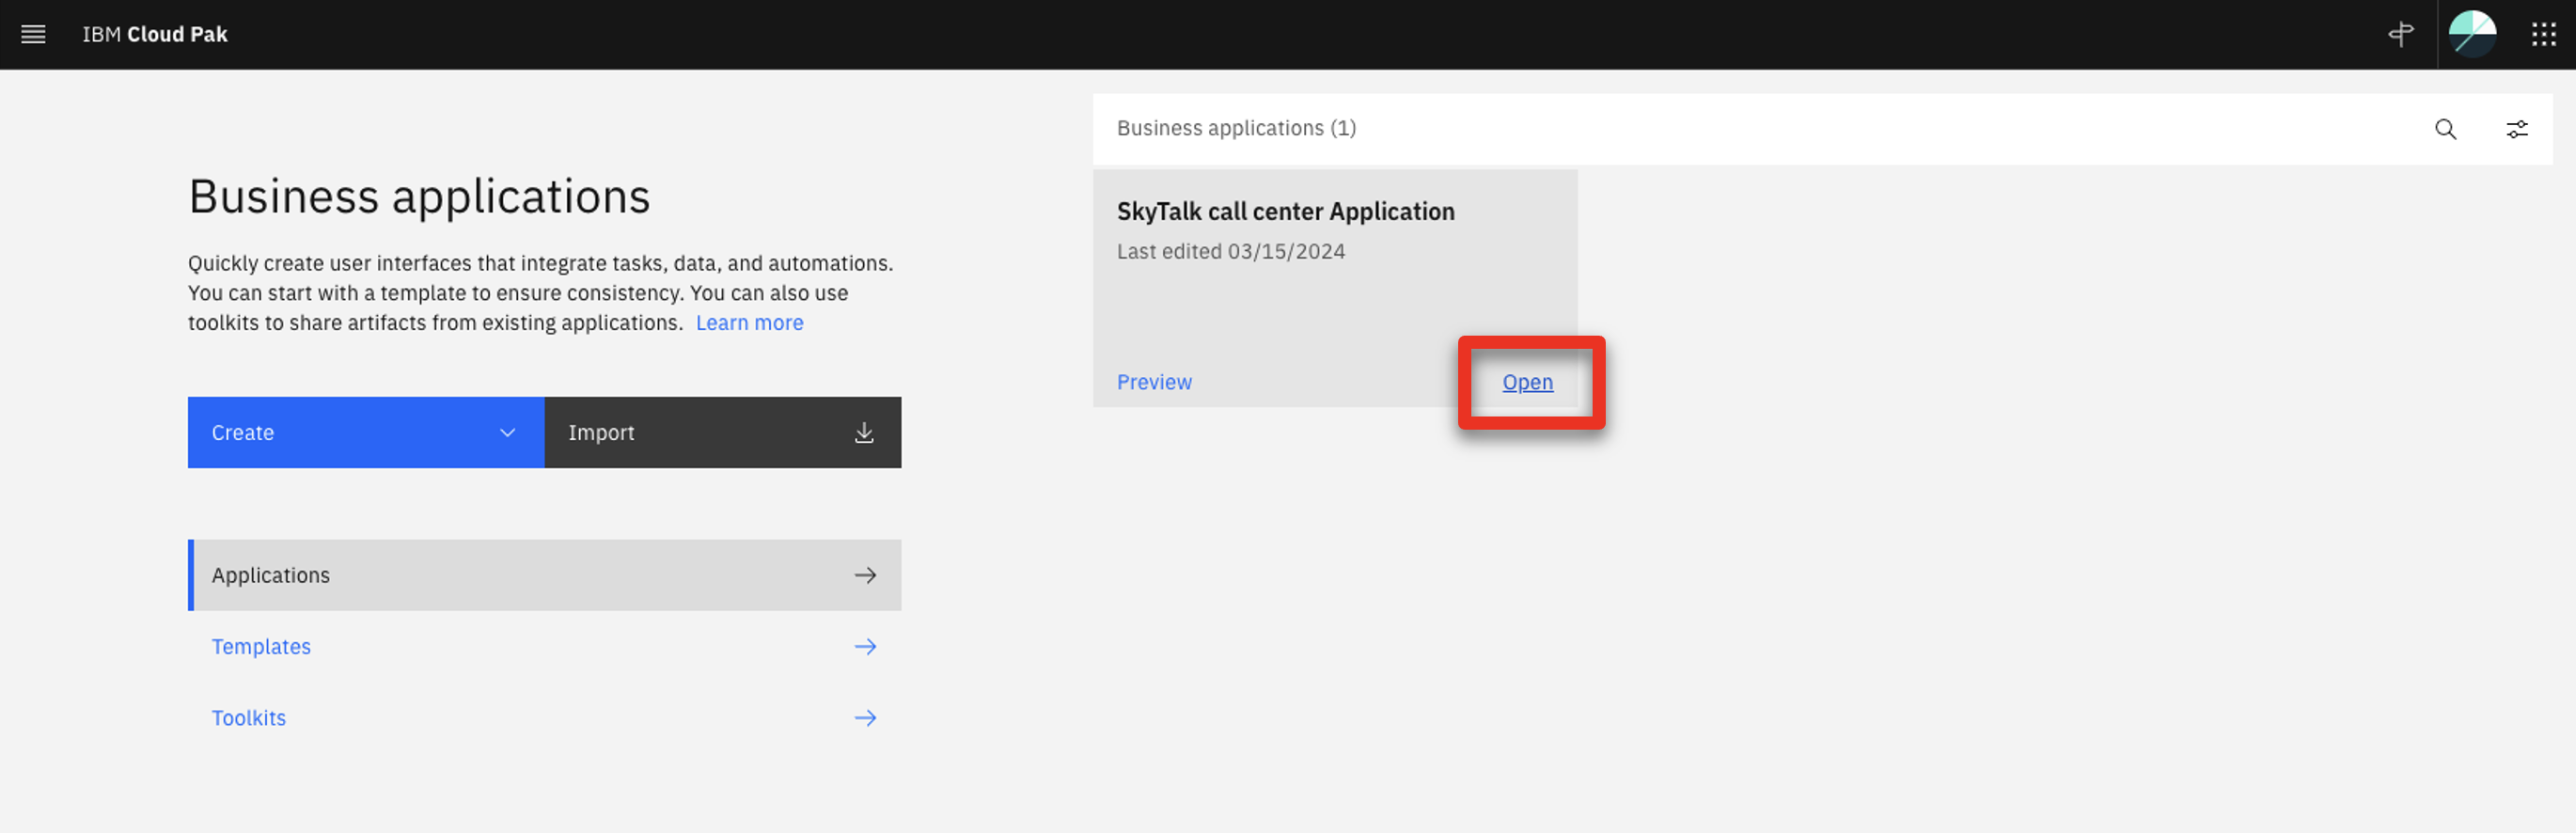 IBM Cloud Pak
Business applications
Quickly create user interfaces that integrate tasks, data, and automations.
You can start with a template to ensure consistency. You can also use
toolkits to share artifacts from existing applications. Learn more
Create
Import
Applications
Templates
Toolkits
Business applications (1)
SkyTalk call center Application
Last edited 03/15/2024
Preview
Open